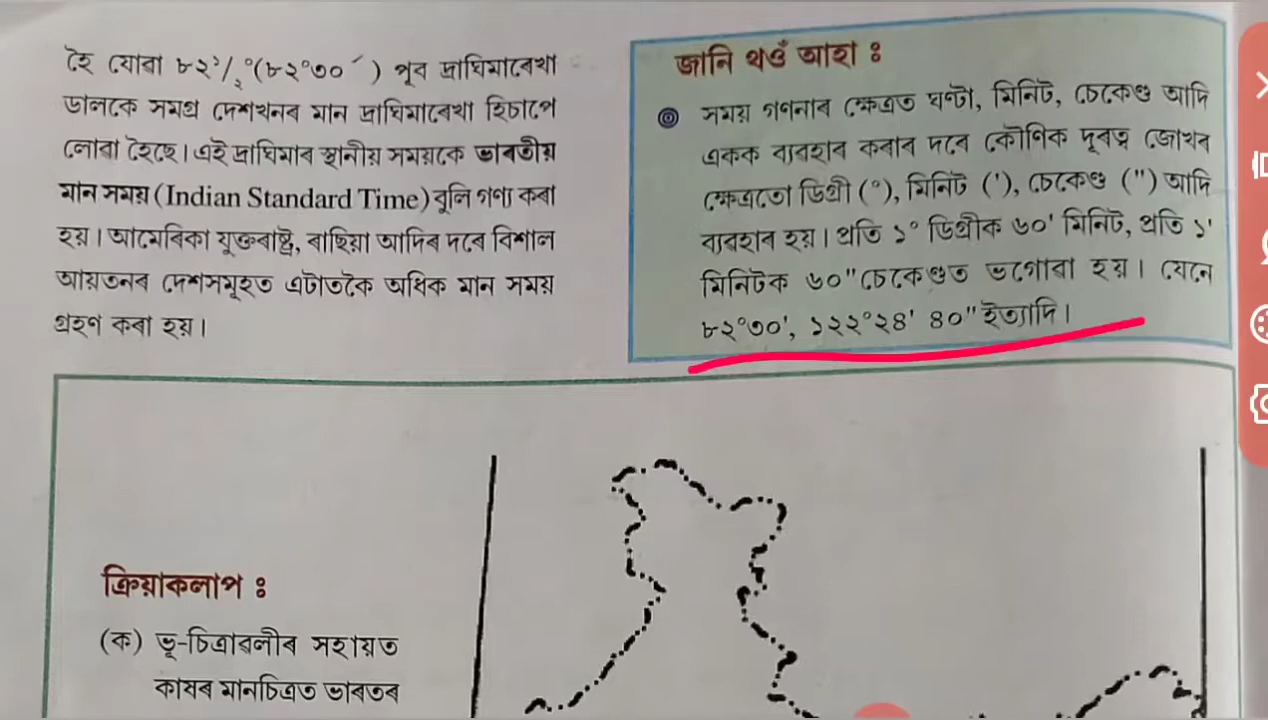 হৈ যোৱা ৮২১/২°(৮২°৩০´) পূব দ্ৰাঘিমাৰেখা
ডালকে সমগ্ৰ দেশখনৰ মান দ্ৰাঘিমাৰেখা হিচাপে
লোৱা হৈছে। এই দ্ৰাঘিমাৰ স্থানীয় সময়কে ভাৰতীয়
মান সময় (Indian Standard Time) বুলি গণ্য কৰা
হয়। আমেৰিকা যুক্তৰাষ্ট্ৰ, ৰাছিয়া আদিৰ দৰে বিশাল
আয়তনৰ দেশসমূহত এটাতকৈ অধিক মান সময়
গ্ৰহণ কৰা হয়।
জানি থওঁ আহা ঃ
সময় গণনাৰ ক্ষেত্ৰত ঘণ্টা, মিনিট, চেকেণ্ড আদি
একক ব্যৱহাৰ কৰাৰ দৰে কৌণিক দূৰত্ব জোখৰ
ক্ষেত্ৰতো ডিগ্ৰী (°), মিনিট ('), চেকেণ্ড (") আদি
ব্যৱহাৰ হয়। প্ৰতি ১° ডিগ্ৰীক ৬০' মিনিট, প্ৰতি ১'
মিনিটক ৬০" চেকেণ্ডত ভগোৱা হয়। যেনে
৮২°৩০', ১২২°২৪' ৪০" ইত্যাদি।
ক্ৰিয়াকলাপ ঃ
(ক) ভূ-চিত্ৰাৱলীৰ সহায়ত
কাষৰ মানচিত্ৰত ভাৰতৰ